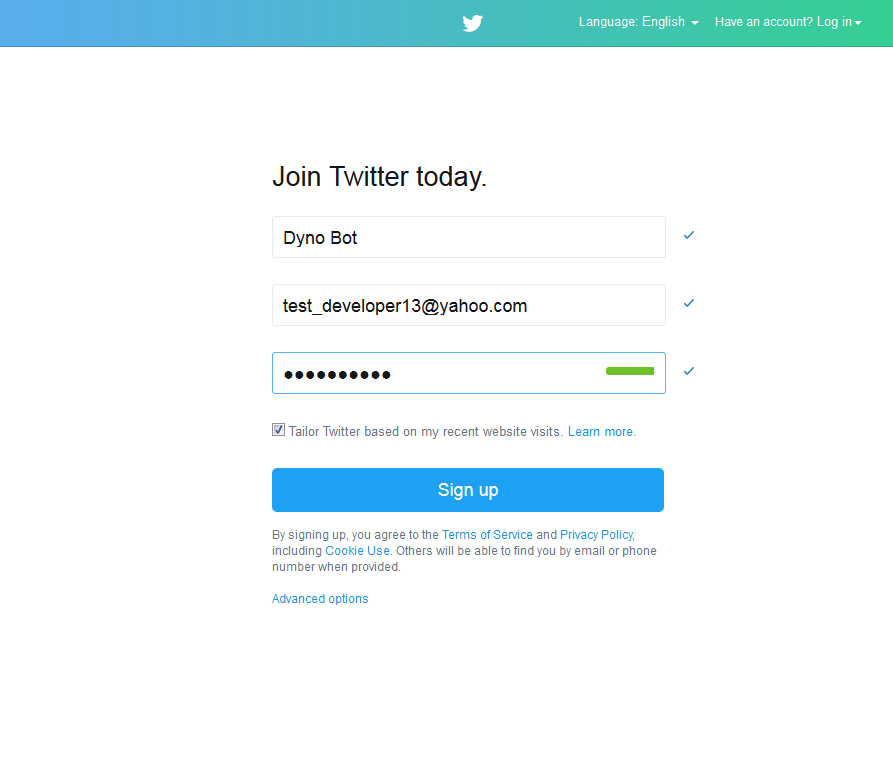 Language: English Have an account? Log in
Join Twitter today.
Dyno Bot
test_developer13@yahoo.com
●●●●●●●●●●
Tailor Twitter based on my recent website visits. Learn more.
Sign up
By signing up, you agree to the Terms of Service and Privacy Policy,
including Cookie Use. Others will be able to find you by email or phone
number when provided.
Advanced options